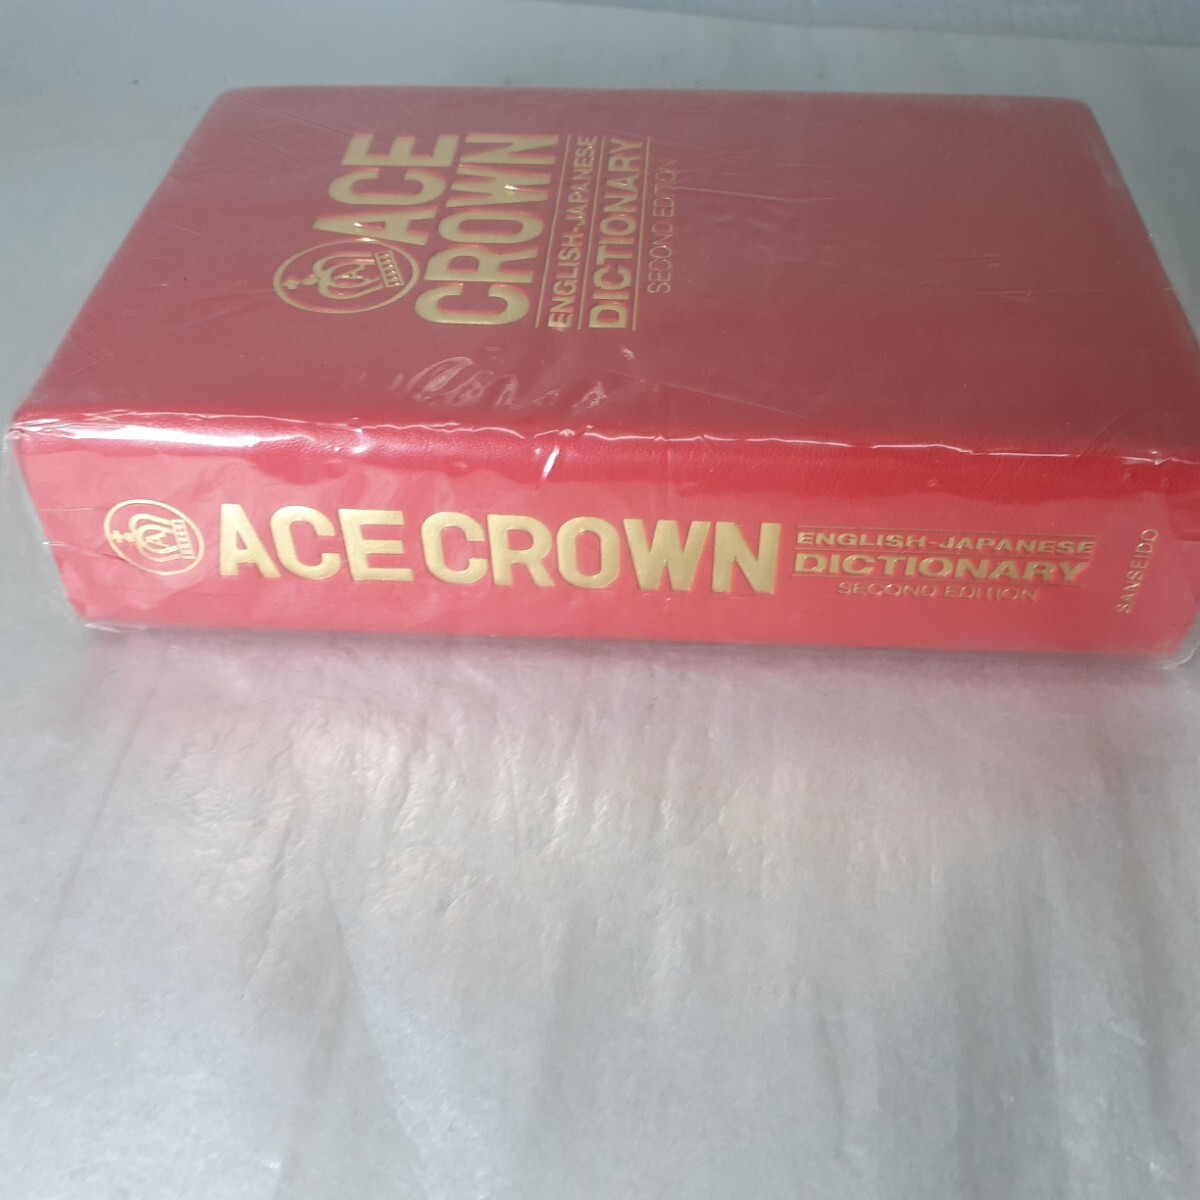 ACE
CROWN
ENGLISH-JAPANESE
DICTIONARY
SECOND EDITION
A
A
ACE CROWN
ENGLISH-JAPANESE
DICTIONARY
SECOND EDITION
SANSEIDO